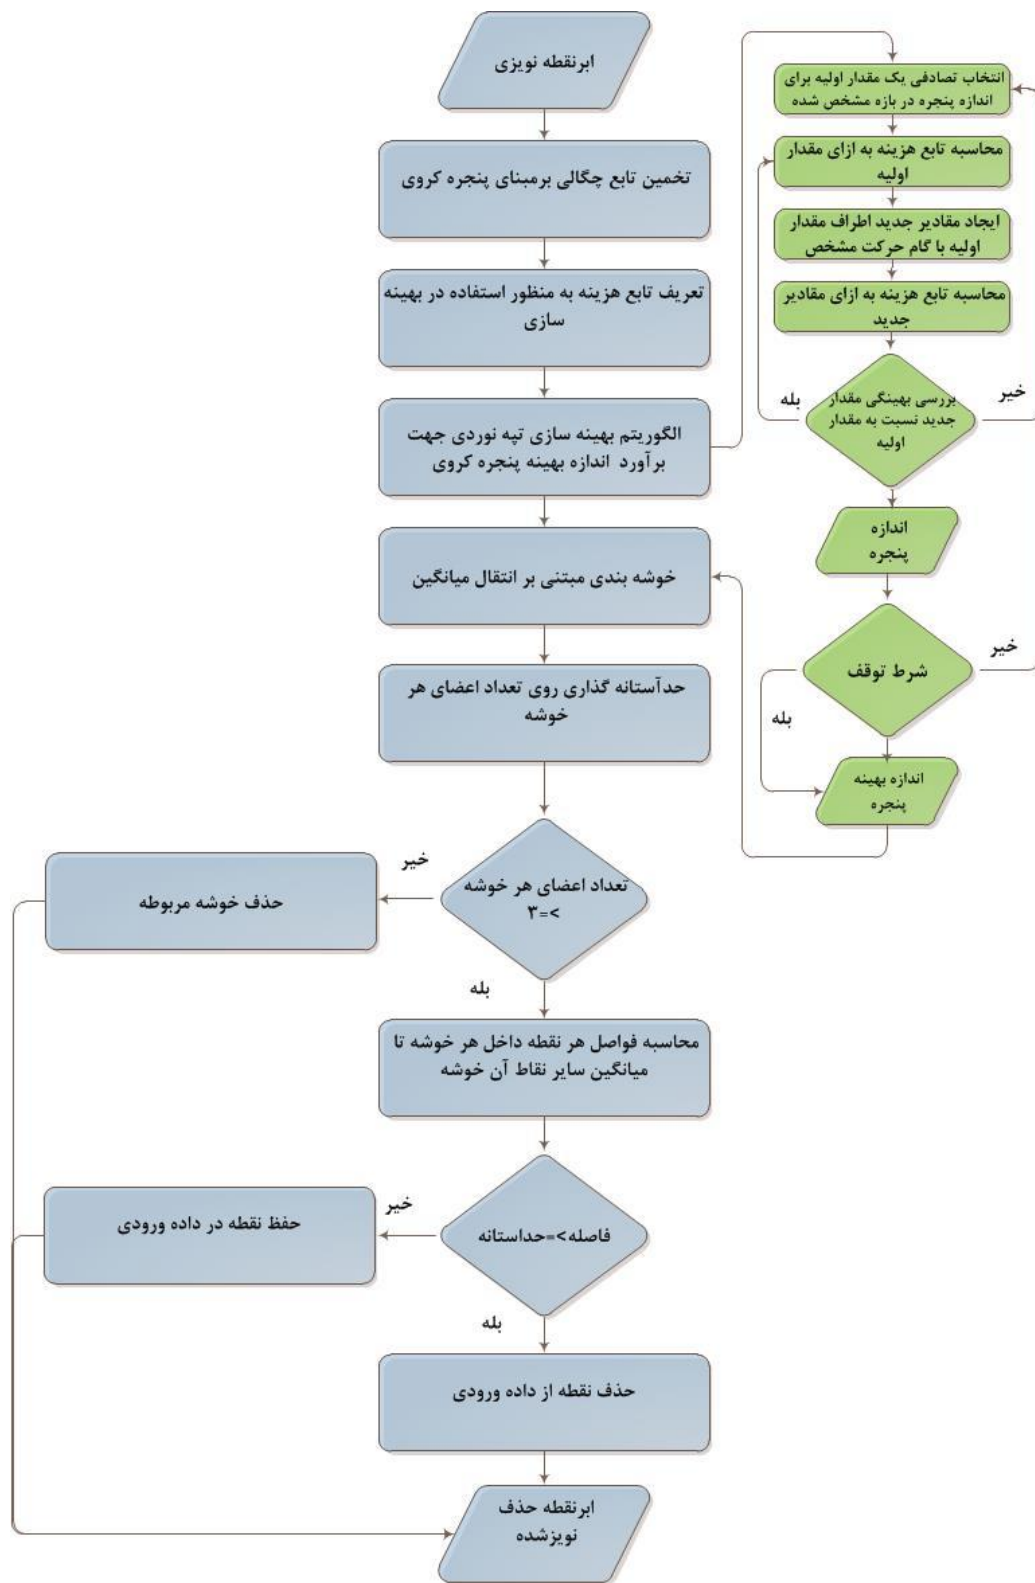 ابرنقطه نویزی
تخمین تابع چگالی برمبنای پنجره کروی
تعریف تابع هزینه به منظور استفاده در بهینه
سازی
الگوریتم بهینه سازی تپه نوردی جهت
برآورد اندازه بهینه پنجره کروی
انتخاب تصادفی یک مقدار اولیه برای
اندازه پنجره در بازه مشخص شده
محاسبه تابع هزینه به ازای مقدار
اولیه
ایجاد مقادیر جدید اطراف مقدار
اولیه با گام حرکت مشخص
محاسبه تابع هزینه به ازای مقادیر
جدید
بررسی بهینگی مقدار
جدید نسبت به مقدار
اولیه
خیر
بله
اندازه
پنجره
شرط توقف
خیر
بله
اندازه بهینه
پنجره
خوشه بندی مبتنی بر انتقال میانگین
حدآستانه گذاری روی تعداد اعضای هر
خوشه
تعداد اعضای هر خوشه
>=۳
خیر
حذف خوشه مربوطه
بله
محاسبه فواصل هر نقطه داخل هر خوشه تا
میانگین سایر نقاط آن خوشه
فاصله>=حداستانه
خیر
حفظ نقطه در داده ورودی
بله
حذف نقطه از داده ورودی
ابرنقطه حذف
نویزشده